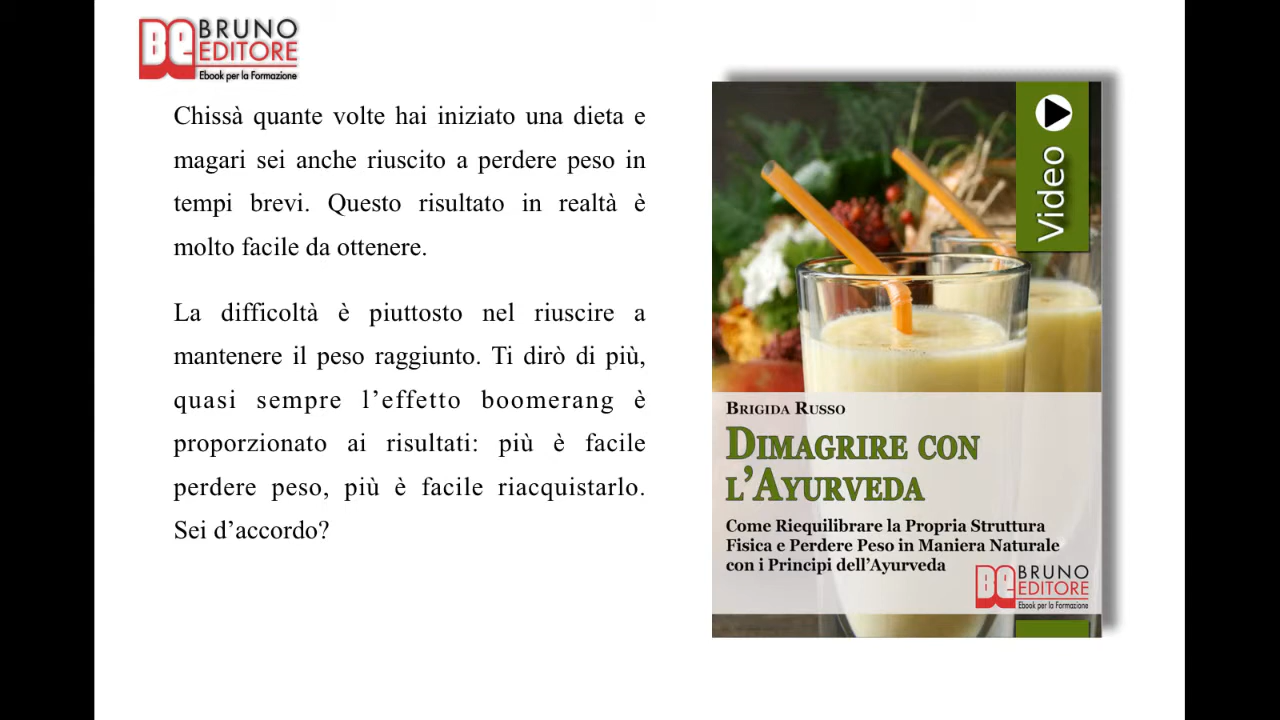 BRUNO
EDITORE
Ebook per la Formazione
Chissà quante volte hai iniziato una dieta e
magari sei anche riuscito a perdere peso in
tempi brevi. Questo risultato in realtà è
molto facile da ottenere.
La difficoltà è piuttosto nel riuscire a
mantenere il peso raggiunto. Ti dirò di più,
quasi sempre l’effetto boomerang è
proporzionato ai risultati: più è facile
perdere peso, più è facile riacquistarlo.
Sei d’accordo?
Video
BRIGIDA RUSSO
DIMAGRIRE CON
L’AYURVEDA
Come Riequilibrare la Propria Struttura
Fisica e Perdere Peso in Maniera Naturale
con i Principi dell’Ayurveda
BRUNO
EDITORE
Ebook per la Formazione